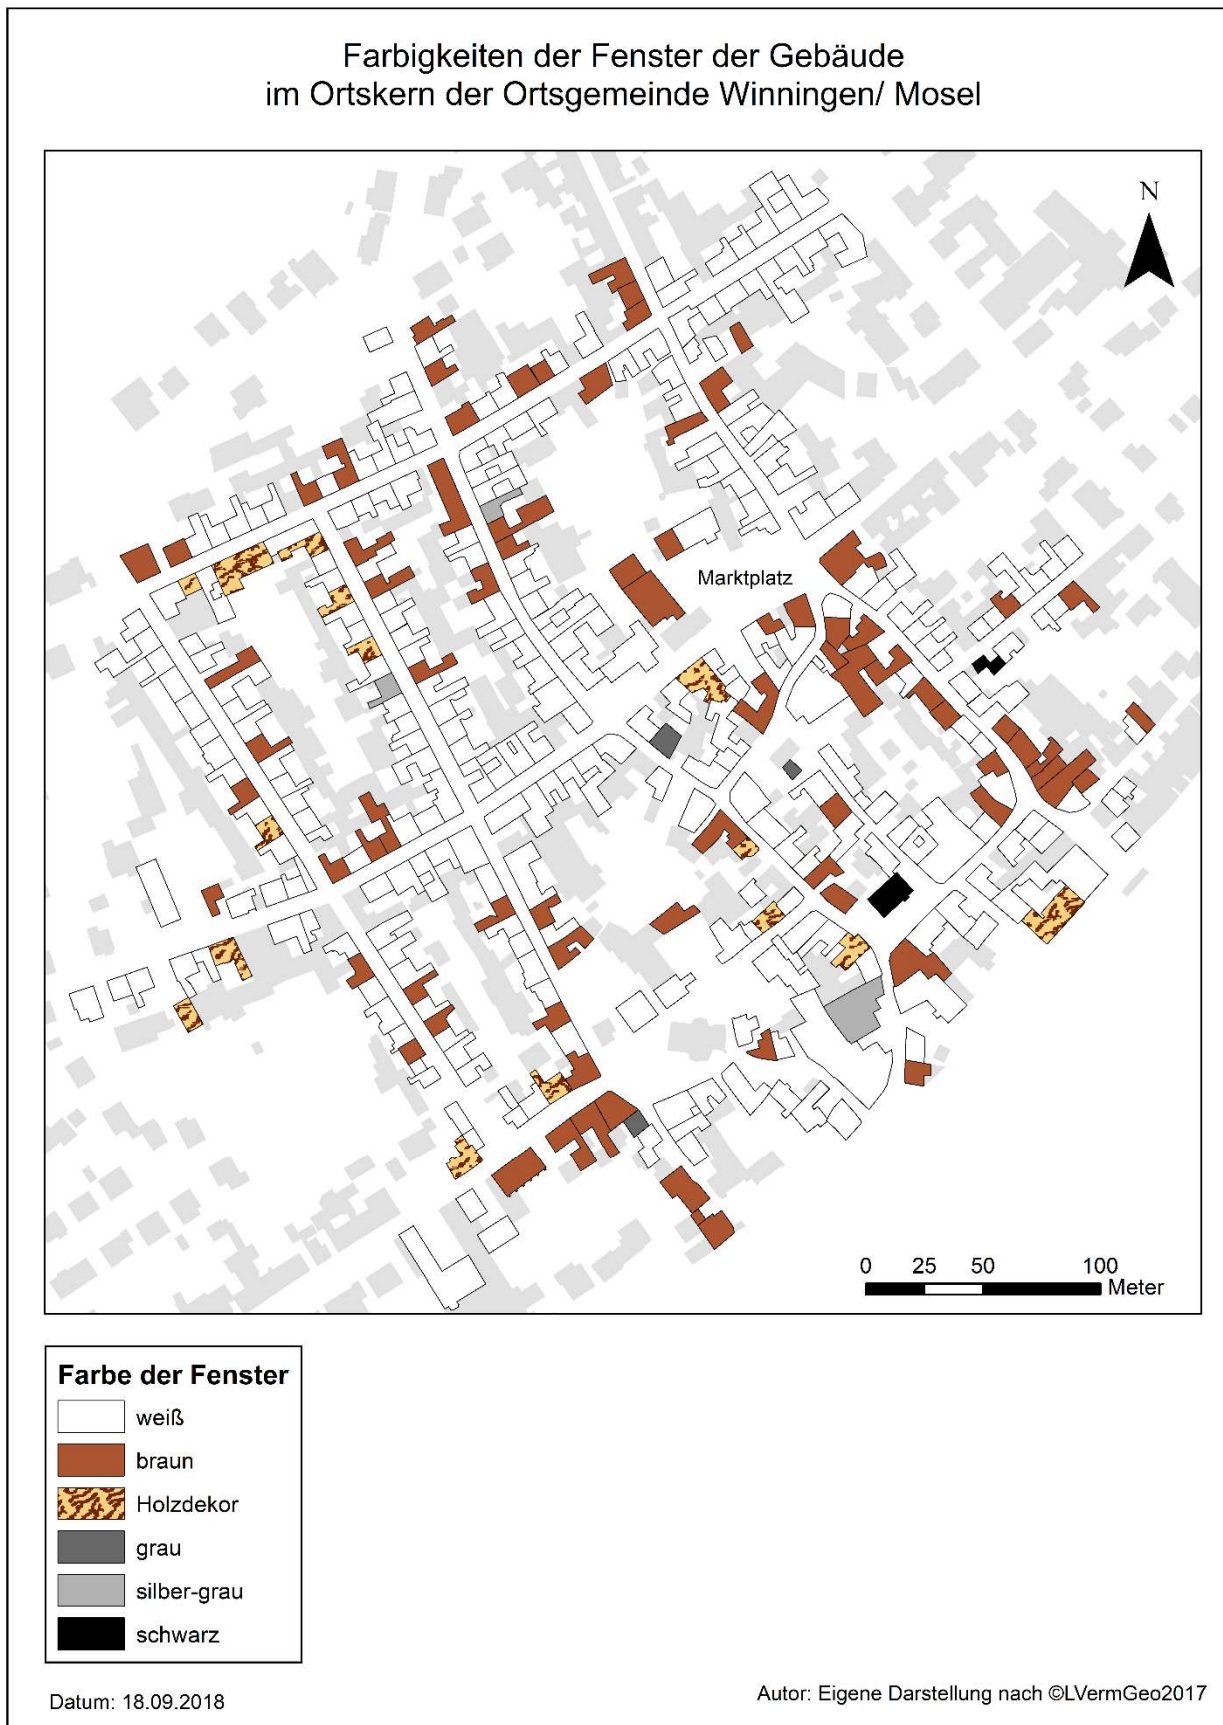 Farbigkeiten der Fenster der Gebäude
im Ortskern der Ortsgemeinde Winningen/ Mosel
N
Marktplatz
0 25 50 100
Meter
Farbe der Fenster
weiß
braun
Holzdekor
grau
silber-grau
schwarz
Datum: 18.09.2018
Autor: Eigene Darstellung nach ©LVermGeo2017